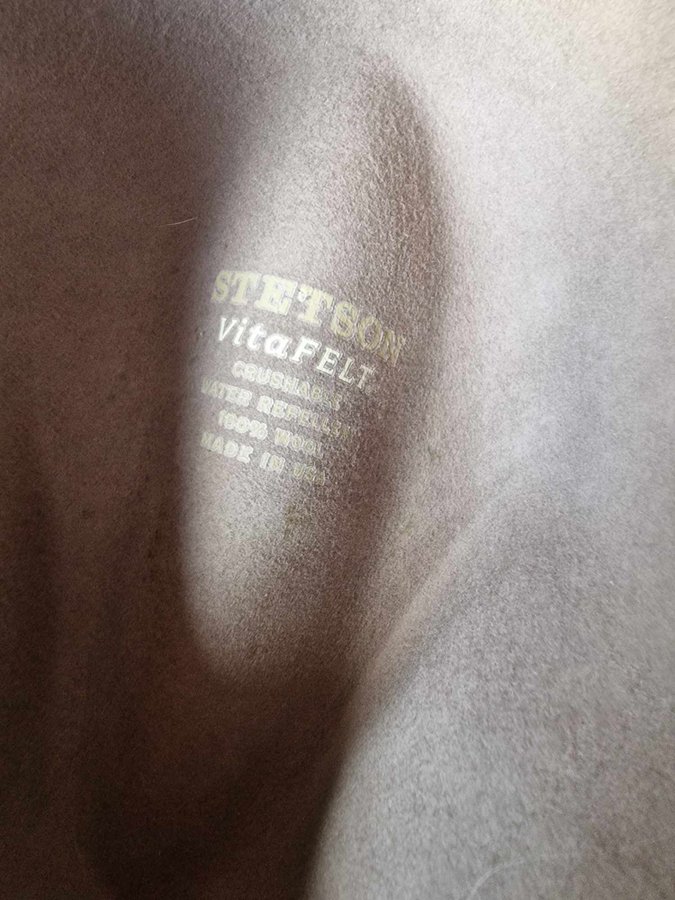 STETSON
VitaFELT
CRUSHABLE
WATER REPELLENT
100% WOOL
MADE IN USA